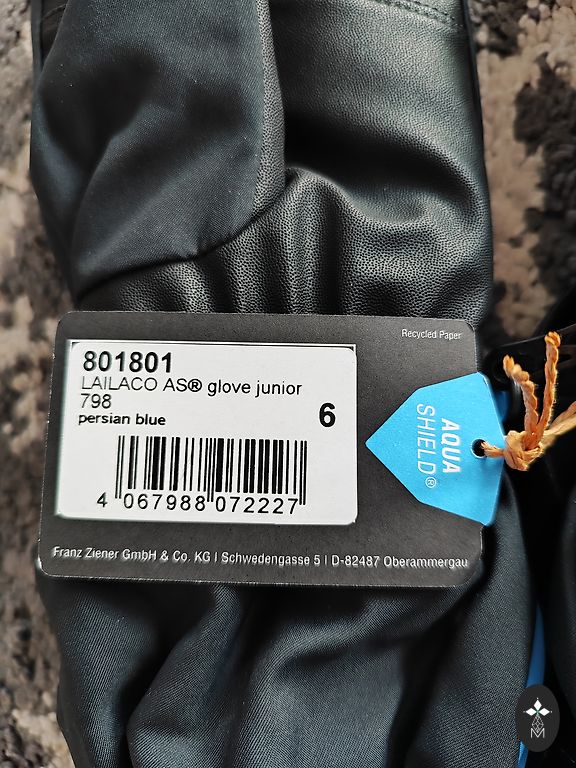 Recycled Paper
801801
LAILACO AS® glove junior
798
persian blue
6
4 067988 072227
AQUA
SHIELD®
Franz Ziener GmbH & Co. KG | Schwedengasse 5 | D-82487 Oberammergau
M